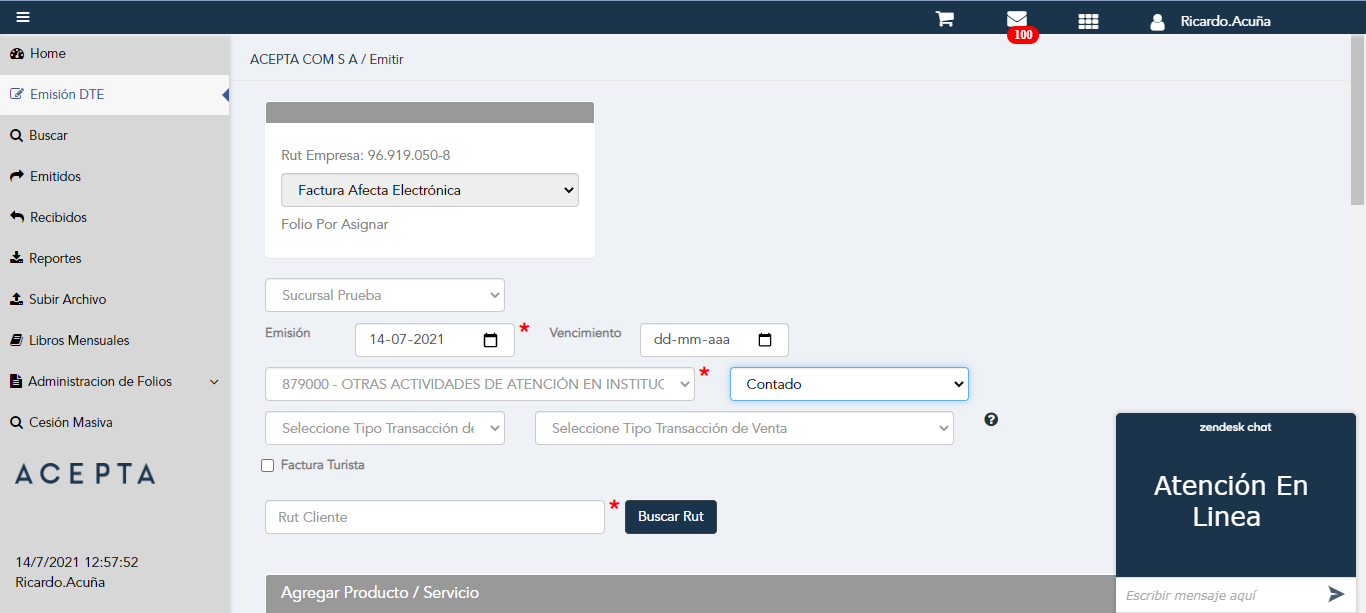 Ricardo.Acuña
100
Home
Emisión DTE
Buscar
Emitidos
Recibidos
Reportes
Subir Archivo
Libros Mensuales
Administracion de Folios
Cesión Masiva
ACEPTA
14/7/2021 12:57:52
Ricardo.Acuña
ACEPTA COM S A / Emitir
Rut Empresa: 96.919.050-8
Factura Afecta Electrónica
Folio Por Asignar
Sucursal Prueba
Emisión 14-07-2021 * Vencimiento dd-mm-aaa
879000 - OTRAS ACTIVIDADES DE ATENCIÓN EN INSTITUC * Contado
Seleccione Tipo Transacción de Seleccione Tipo Transacción de Venta ?
Factura Turista
Rut Cliente * Buscar Rut
Agregar Producto / Servicio
zendesk chat
Atención En
Linea
Escribir mensaje aquí